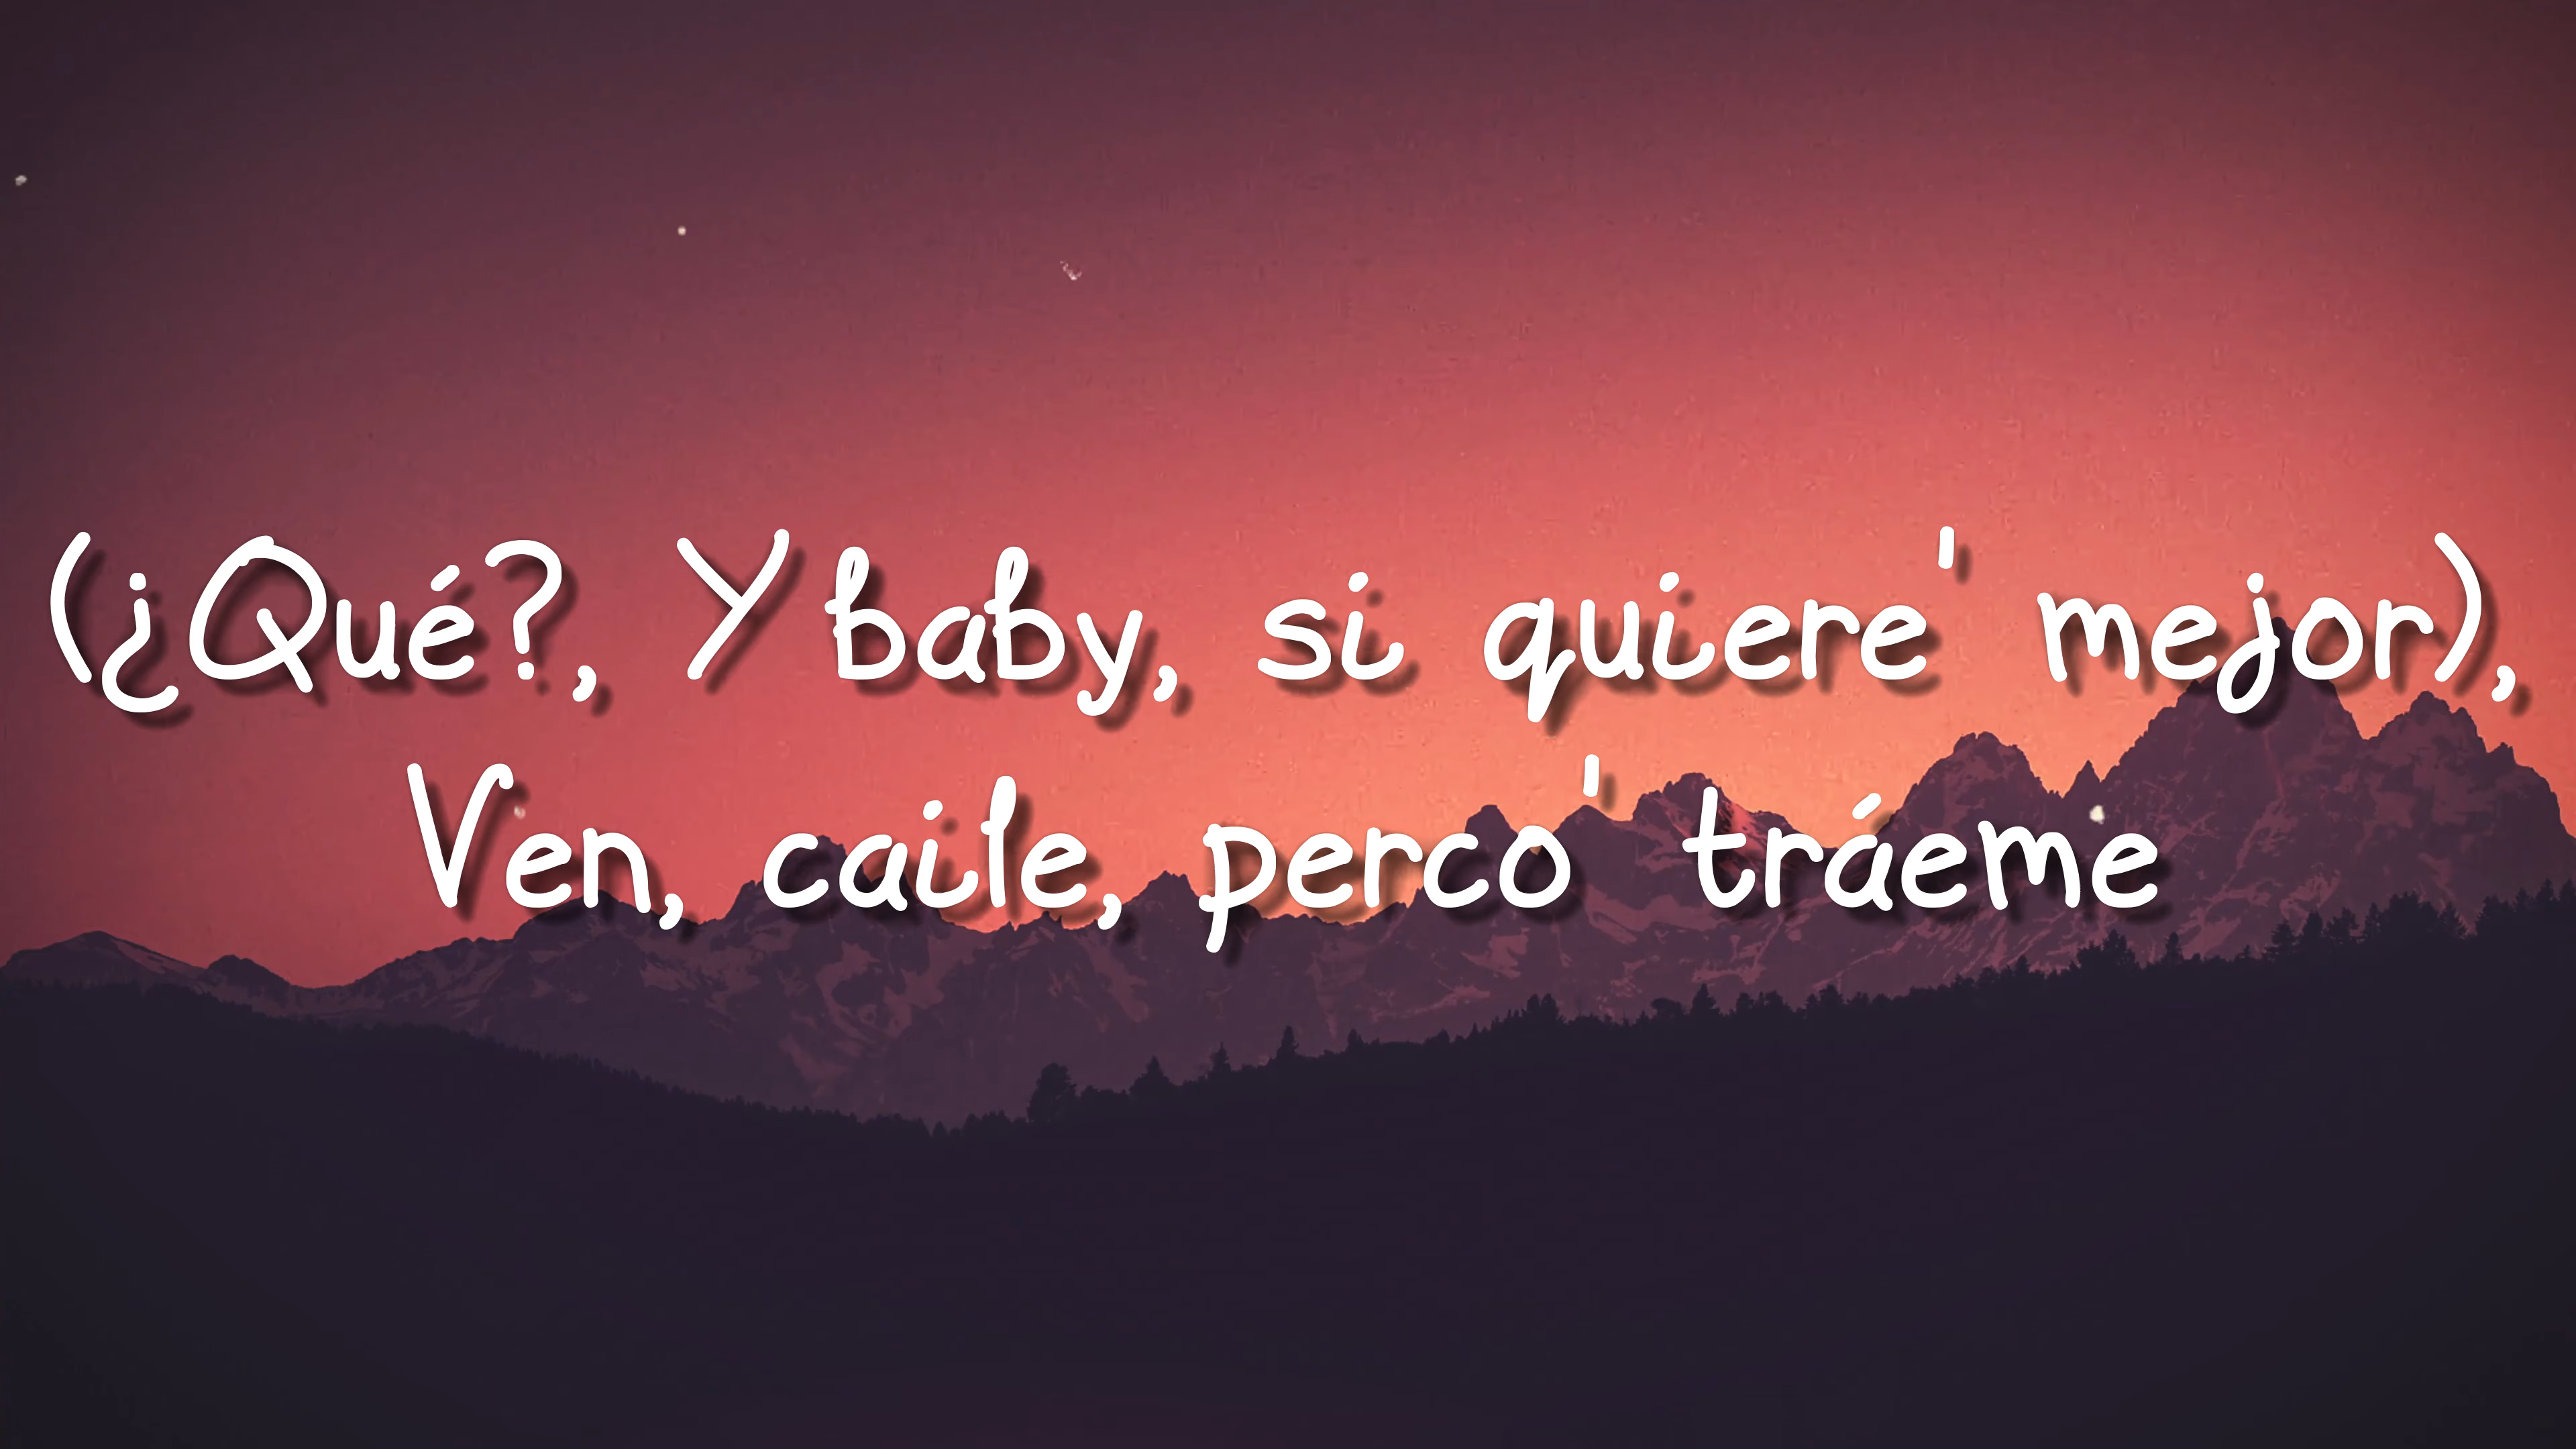 (¿Qué?, Y baby, si quiere' mejor),
Ven, caile, perco' tráeme